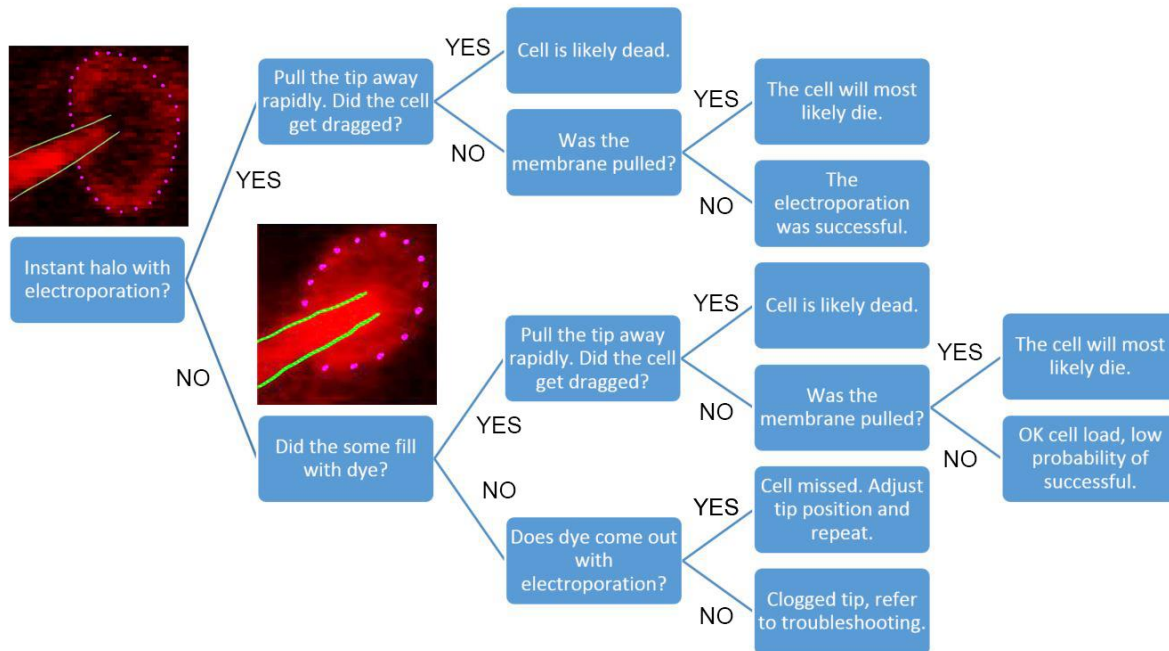 Instant halo with
electroporation?
YES
NO
Pull the tip away
rapidly. Did the cell
get dragged?
YES
NO
Cell is likely dead.
Was the
membrane pulled?
YES
NO
The cell will most
likely die.
The
electroporation
was successful.
Did the some fill
with dye?
YES
NO
Pull the tip away
rapidly. Did the cell
get dragged?
YES
NO
Cell is likely dead.
Was the
membrane pulled?
YES
NO
The cell will most
likely die.
OK cell load, low
probability of
successful.
Does dye come out
with
electroporation?
YES
NO
Cell missed. Adjust
tip position and
repeat.
Clogged tip, refer
to troubleshooting.